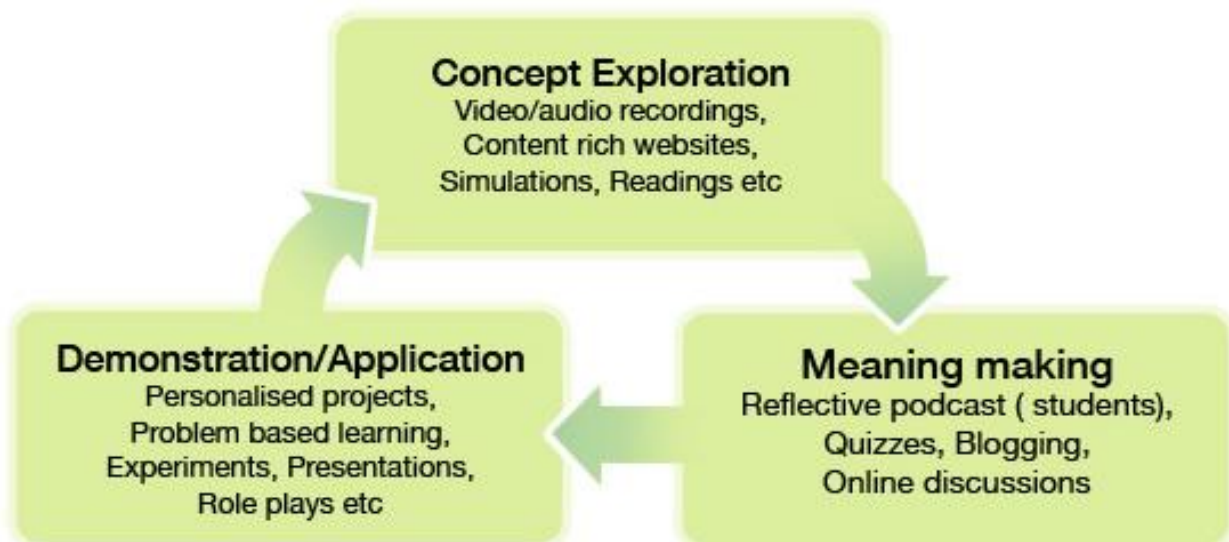 Concept Exploration
Video/audio recordings,
Content rich websites,
Simulations, Readings etc
Demonstration/Application
Personalised projects,
Problem based learning,
Experiments, Presentations,
Role plays etc
Meaning making
Reflective podcast ( students),
Quizzes, Blogging,
Online discussions